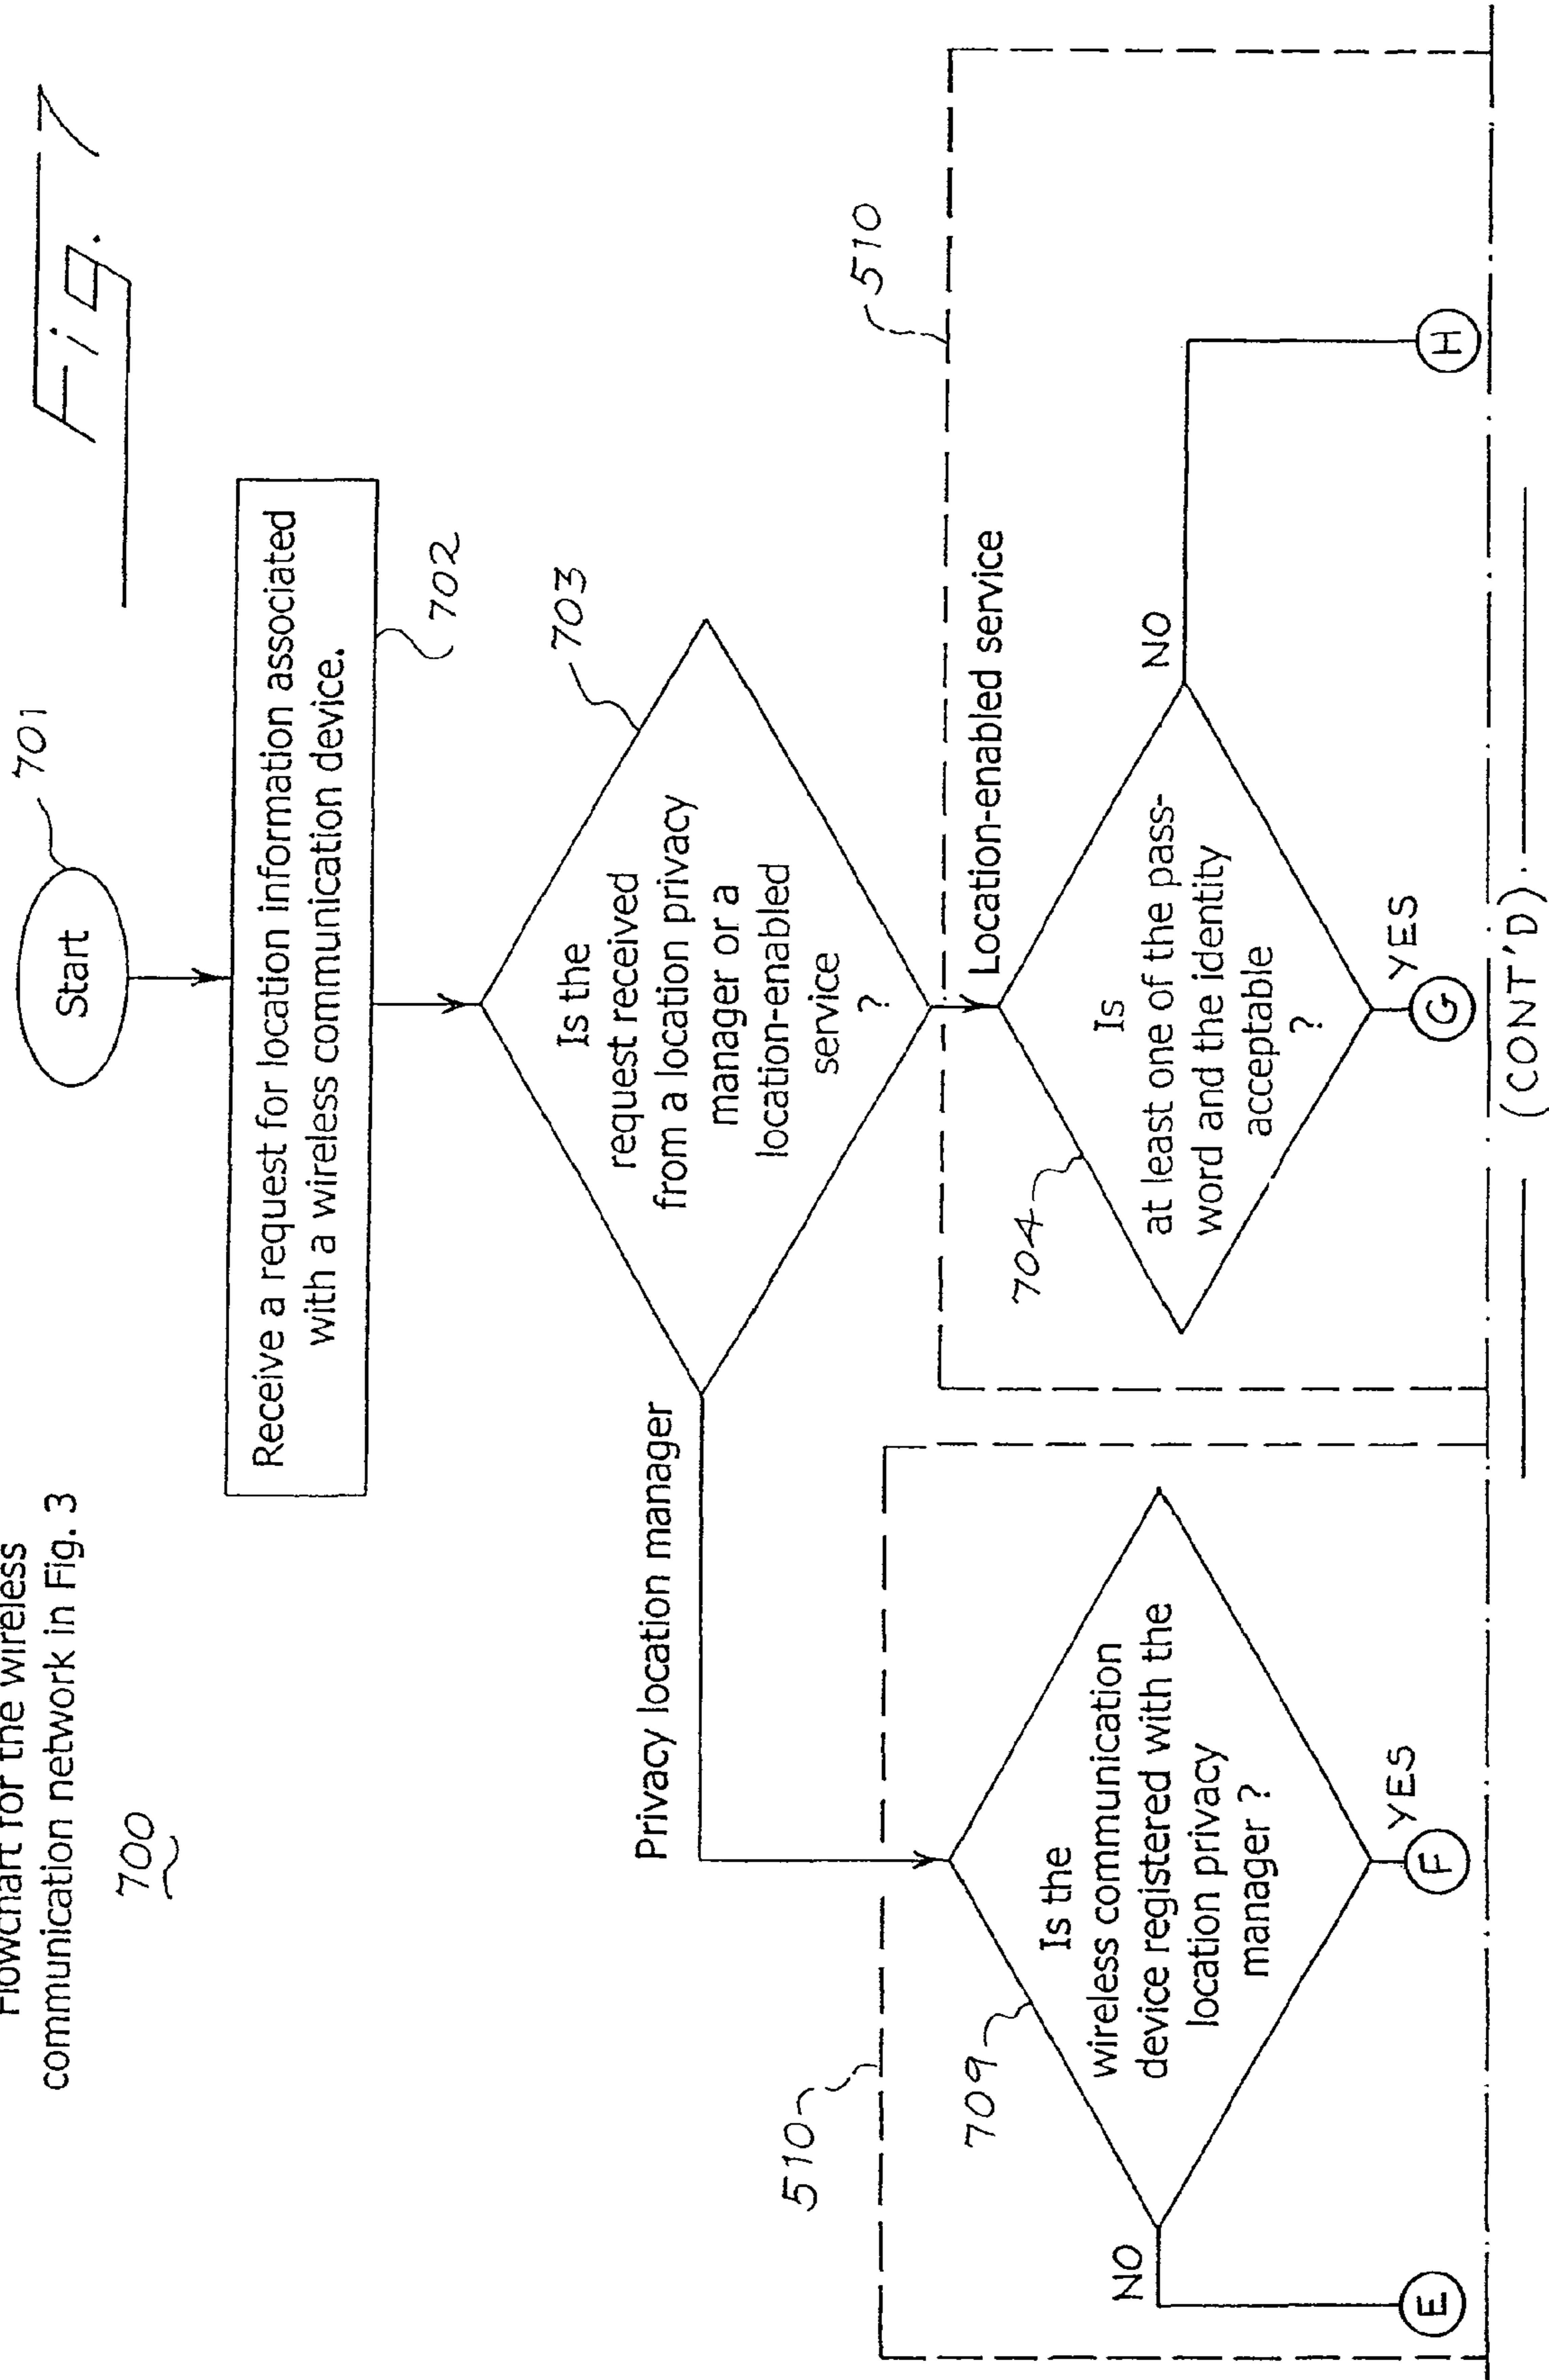 Flowchart for the wireless
communication network in Fig. 3
700
Fig. 7
701
Start
Receive a request for location information associated
with a wireless communication device.
702
703
Is the
request received
from a location privacy
manager or a
location-enabled
service
?
Privacy location manager
Location-enabled service
510
510
709
Is the
wireless communication
device registered with the
location privacy
manager ?
NO
YES
E
F
704
Is
at least one of the pass-
word and the identity
acceptable
?
NO
YES
G
H
(CONT'D).